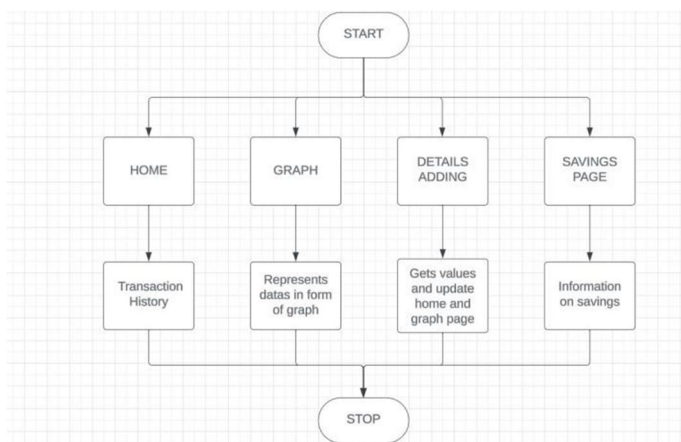 START
HOME
GRAPH
DETAILS
ADDING
SAVINGS
PAGE
Transaction
History
Represents
datas in form
of graph
Gets values
and update
home and
graph page
Information
on savings
STOP